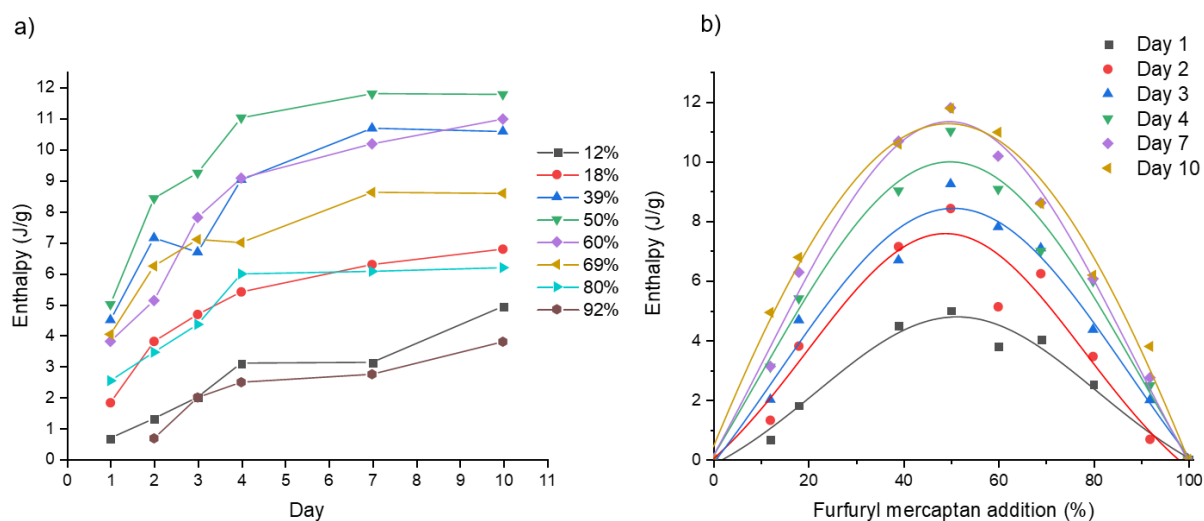 a)
Enthalpy (J/g)
12
11
10
9
8
7
6
5
4
3
2
1
0
0 1 2 3 4 5 6 7 8 9 10 11
Day
12%
18%
39%
50%
60%
69%
80%
92%
b)
Enthalpy (J/g)
12
10
8
6
4
2
0
0 20 40 60 80 100
Furfuryl mercaptan addition (%)
Day 1
Day 2
Day 3
Day 4
Day 7
Day 10